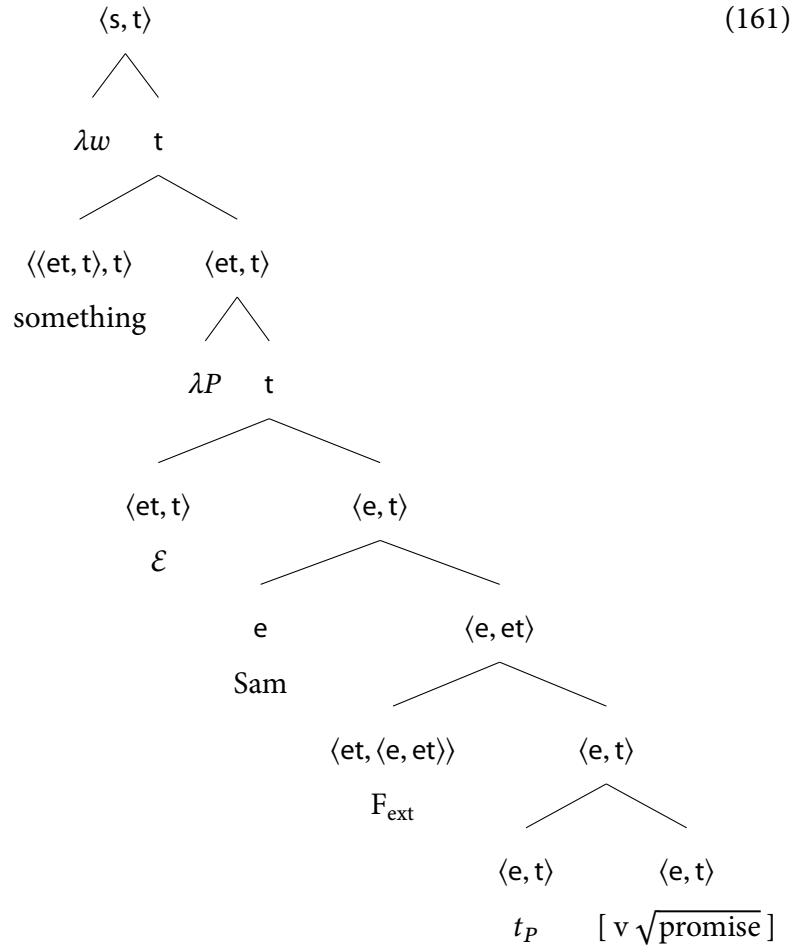 ⟨s, t⟩ (161)
λw t
⟨⟨et, t⟩, t⟩ ⟨et, t⟩
something
λP t
⟨et, t⟩ ⟨e, t⟩
ℰ
e ⟨e, et⟩
Sam
⟨et, ⟨e, et⟩⟩ ⟨e, t⟩
F_ext
⟨e, t⟩ ⟨e, t⟩
t_P [ v √promise ]